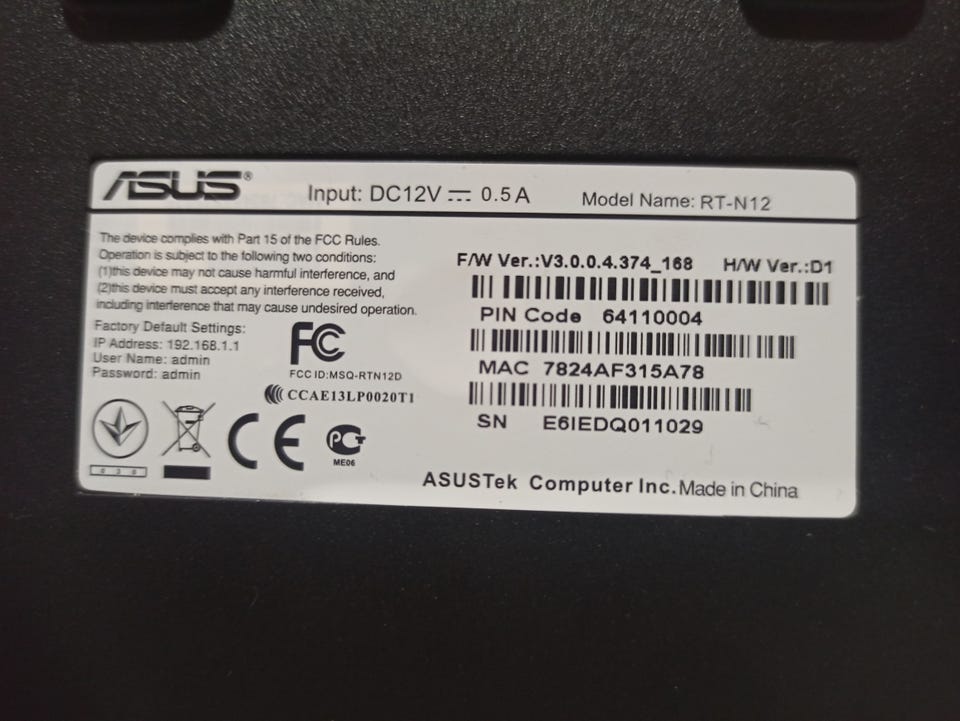 ASUS®
Input: DC12V ⎓ 0.5A
Model Name: RT-N12
The device complies with Part 15 of the FCC Rules.
Operation is subject to the following two conditions:
(1)this device may not cause harmful interference, and
(2)this device must accept any interference received,
including interference that may cause undesired operation.
Factory Default Settings:
IP Address: 192.168.1.1
User Name: admin
Password: admin
FC
FCC ID:MSQ-RTN12D
CCAE13LP0020T1
030
CE
РСТ
ME06
F/W Ver.:V3.0.0.4.374_168 H/W Ver.:D1
PIN Code 64110004
MAC 7824AF315A78
SN E6IEDQ011029
ASUSTek Computer Inc. Made in China